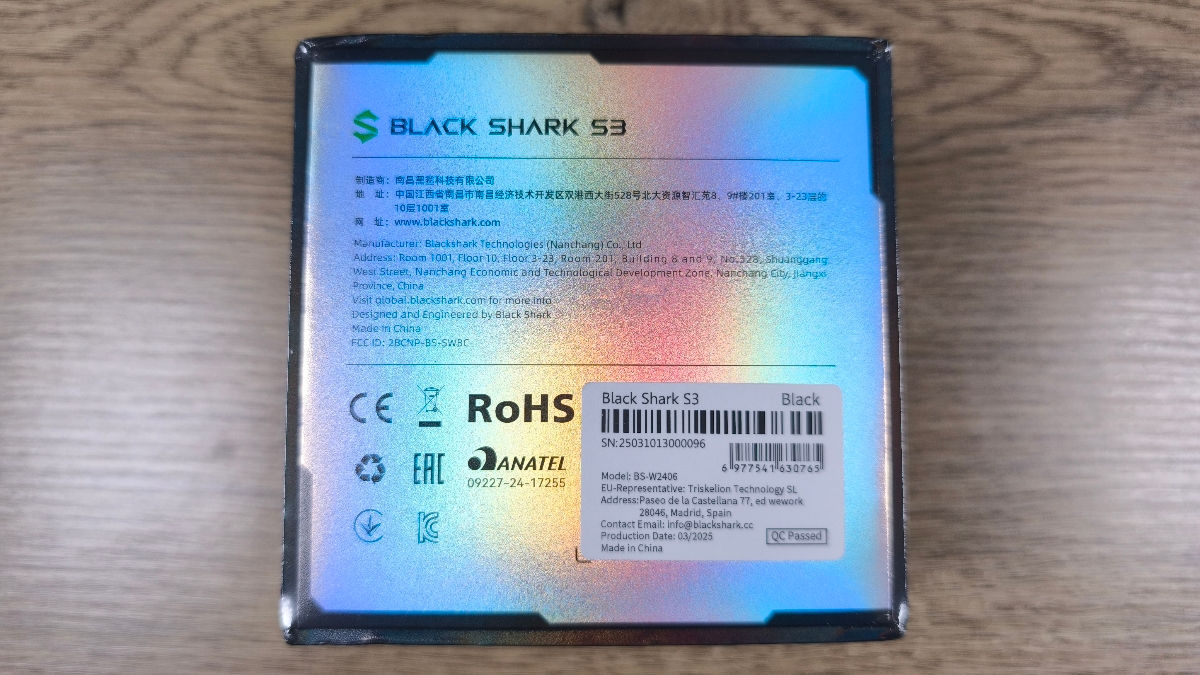 BLACK SHARK S3
制造商：南昌黑鲨科技有限公司
地 址：中国江西省南昌市南昌经济技术开发区双港西大街528号北大资源智汇苑8、9#楼201室、3-23层的
10层1001室
网 址：www.blackshark.com
Manufacturer: Blackshark Technologies (Nanchang) Co., Ltd
Address: Room 1001, Floor 10, Floor 3-23, Room 201, Building 8 and 9, No.528, Shuanggang
West Street, Nanchang Economic and Technological Development Zone, Nanchang City, Jiangxi
Province, China
Visit global.blackshark.com for more info
Designed and Engineered by Black Shark
Made in China
FCC ID: 2BCNP-BS-SWBC
CE
RoHS
EAC
ANATEL
09227-24-17255
Black Shark S3 Black
SN:25031013000096
6 977541 630765
Model: BS-W2406
EU-Representative: Triskelion Technology SL
Address:Paseo de la Castellana 77, ed wework
28046, Madrid, Spain
Contact Email: info@blackshark.cc
Production Date: 03/2025
QC Passed
Made in China